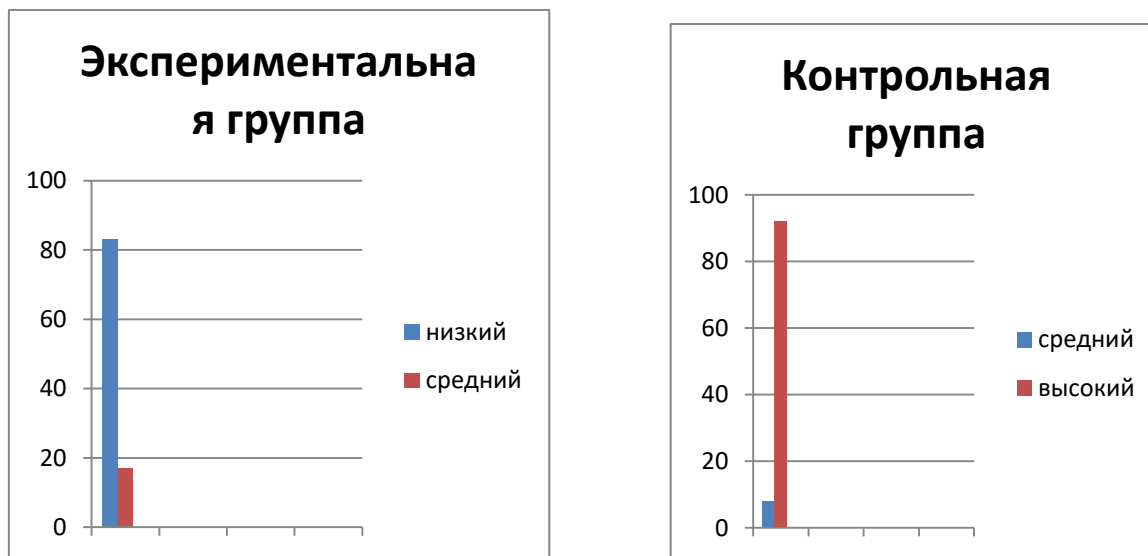 Экспериментальна
я группа
100
80
60
40
20
0
низкий
средний
Контрольная
группа
100
80
60
40
20
0
средний
высокий